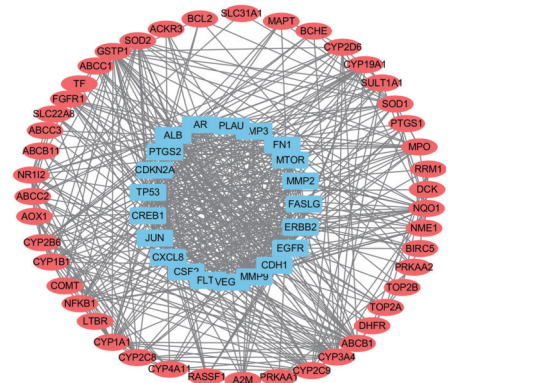 SLC31A1
BCL2
MAPT
ACKR3
BCHE
SOD2
CYP2D6
GSTP1
CYP19A1
ABCC1
SULT1A1
TF
SOD1
FGFR1
PTGS1
SLC22A8
MPO
ABCC3
RRM1
ABCB11
DCK
NR1I2
NQO1
ABCC2
NME1
AOX1
BIRC5
CYP2B6
PRKAA2
CYP1B1
TOP2B
COMT
TOP2A
NFKB1
DHFR
LTBR
ABCB1
CYP1A1
CYP3A4
CYP2C8
CYP2C9
CYP4A11
PRKAA1
RASSF1
A2M
AR
PLAU
MP3
ALB
FN1
PTGS2
MTOR
CDKN2A
MMP2
TP53
FASLG
CREB1
ERBB2
JUN
EGFR
CXCL8
CDH1
CSF2
MMP9
FLT
VEG